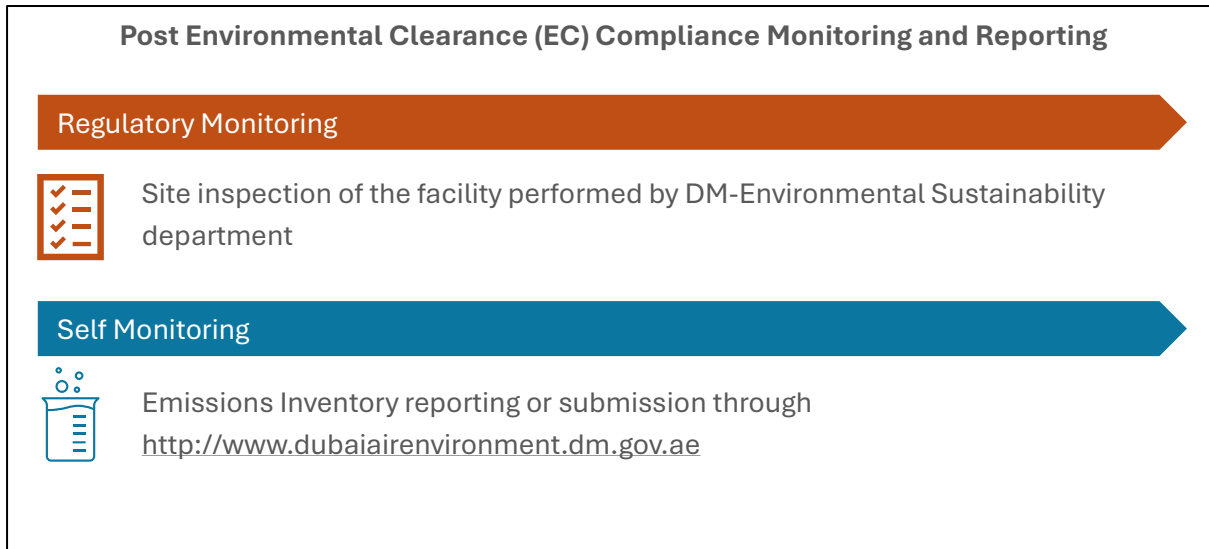 Post Environmental Clearance (EC) Compliance Monitoring and Reporting
Regulatory Monitoring
Site inspection of the facility performed by DM-Environmental Sustainability
department
Self Monitoring
Emissions Inventory reporting or submission through
http://www.dubaiairenvironment.dm.gov.ae